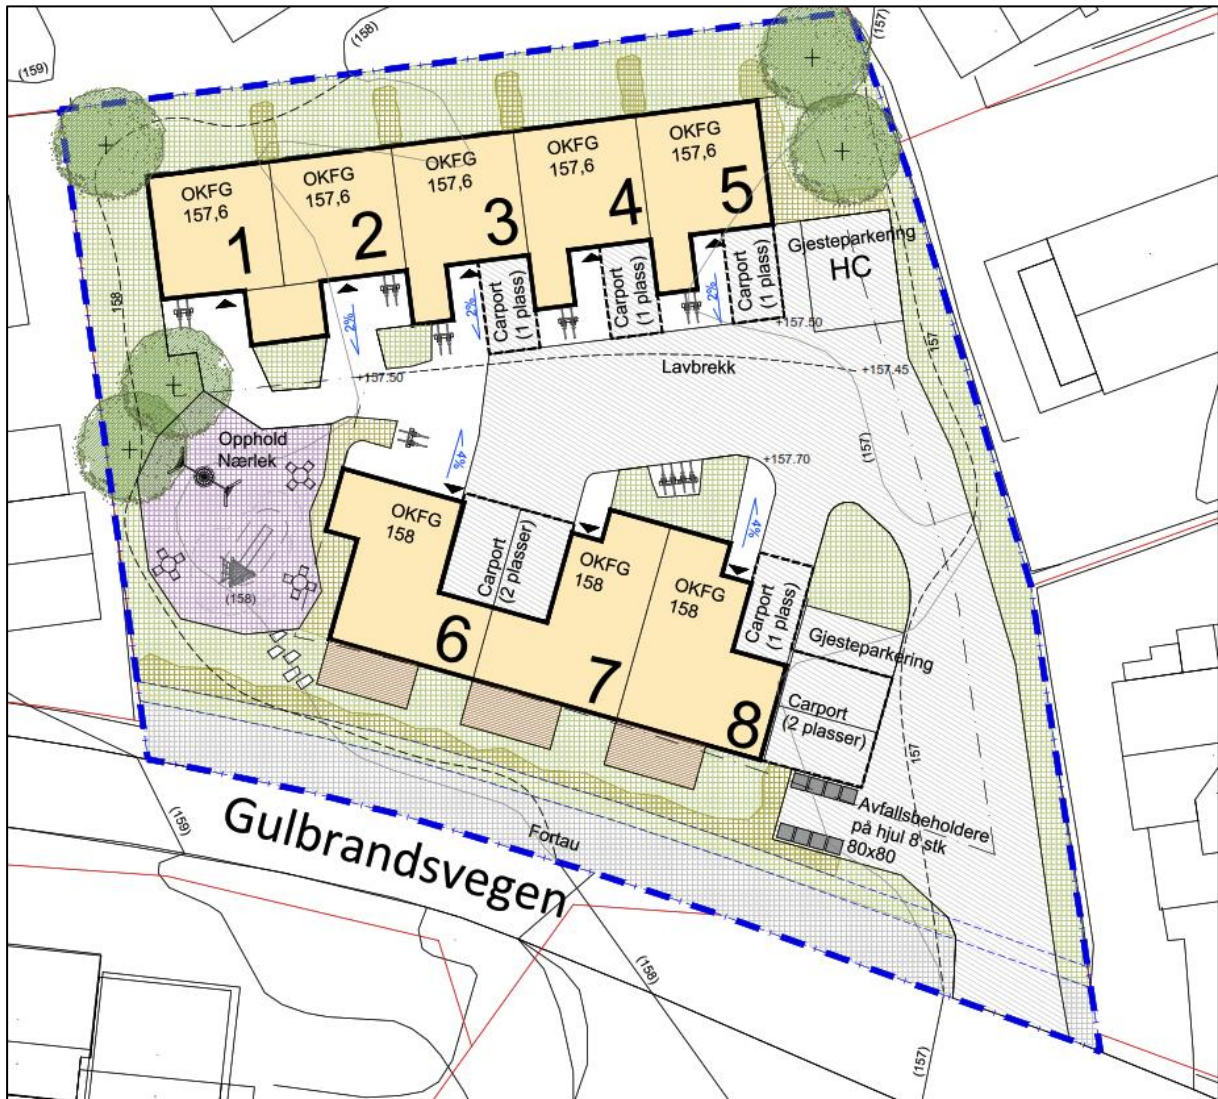 (157)
(158)
(159)
OKFG
157,6
1
OKFG
157,6
2
OKFG
157,6
3
OKFG
157,6
4
OKFG
157,6
5
Carport
(1 plass)
Carport
(1 plass)
Carport
(1 plass)
Gjesteparkering
HC
158
2%
2%
2%
+157.50
157
Lavbrekk
+157.45
+157.50
Opphold
Nærlek
4%
(157)
+157.70
4%
OKFG
158
6
Carport
(2 plasser)
OKFG
158
7
OKFG
158
8
Carport
(1 plass)
Gjesteparkering
Carport
(2 plasser)
(158)
157
Avfallsbeholdere
på hjul 8 stk
80x80
(159)
Gulbrandsvegen
Fortau
(158)
(157)